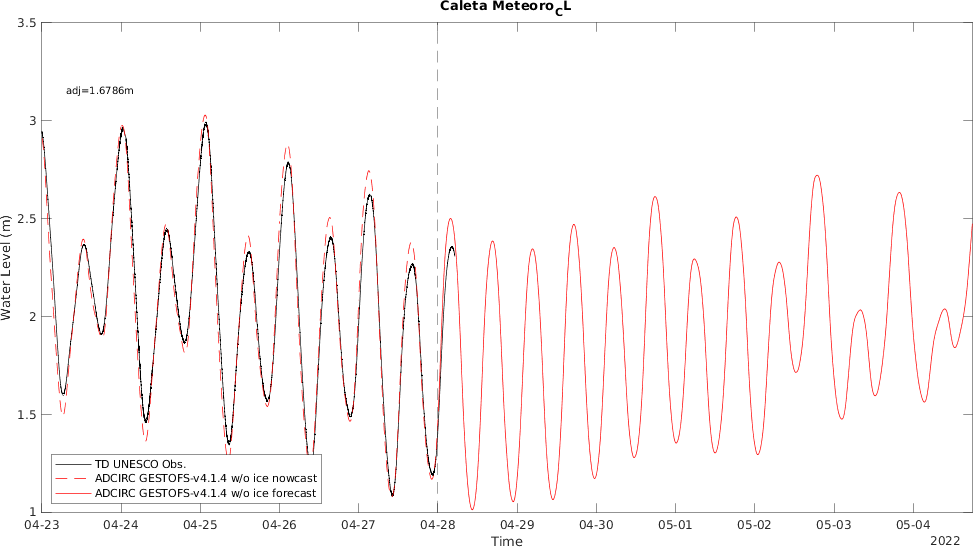 Caleta Meteoro_CL
adj=1.6786m
3.5
3
2.5
2
1.5
1
Water Level (m)
TD UNESCO Obs.
ADCIRC GESTOFS-v4.1.4 w/o ice nowcast
ADCIRC GESTOFS-v4.1.4 w/o ice forecast
04-23 04-24 04-25 04-26 04-27 04-28 04-29 04-30 05-01 05-02 05-03 05-04
Time
2022